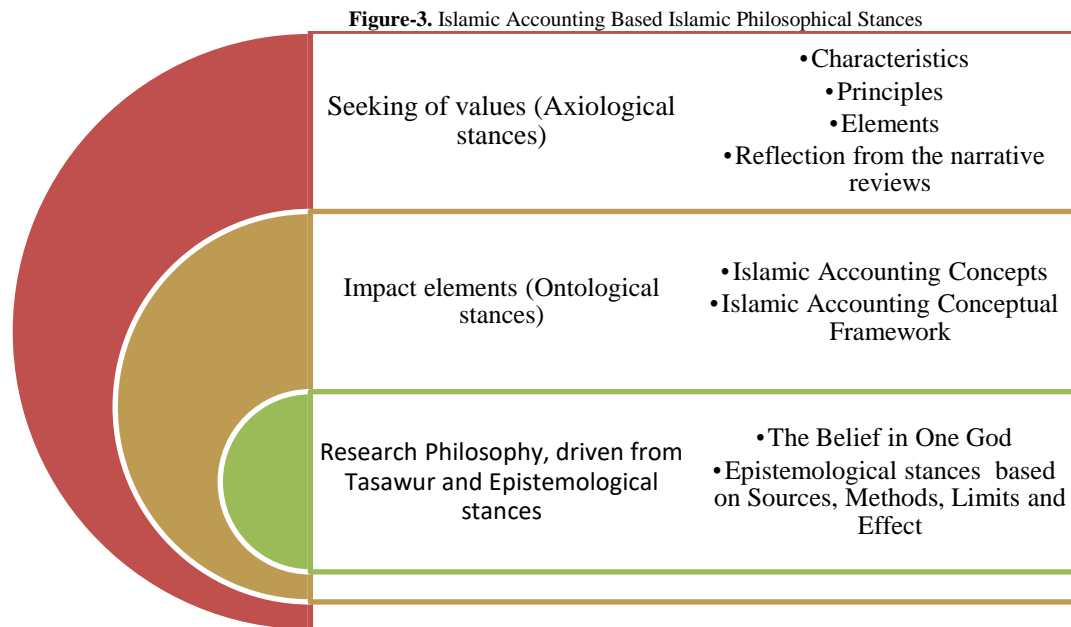 Figure-3. Islamic Accounting Based Islamic Philosophical Stances
Seeking of values (Axiological
stances)
•Characteristics
•Principles
•Elements
•Reflection from the narrative
reviews
Impact elements (Ontological
stances)
•Islamic Accounting Concepts
•Islamic Accounting Conceptual
Framework
Research Philosophy, driven from
Tasawur and Epistemological
stances
•The Belief in One God
•Epistemological stances based
on Sources, Methods, Limits and
Effect